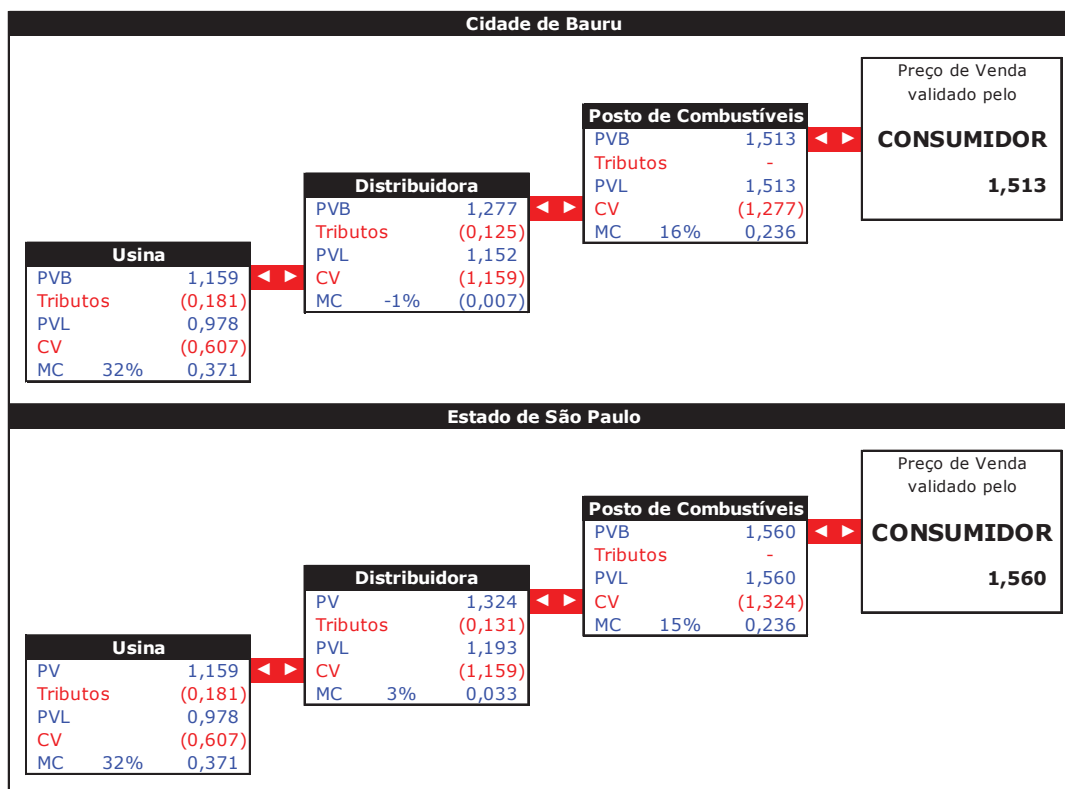 Cidade de Bauru
Preço de Venda
validado pelo
CONSUMIDOR
1,513
Posto de Combustíveis
PVB 1,513
Tributos -
PVL 1,513
CV (1,277)
MC 16% 0,236
Distribuidora
PVB 1,277
Tributos (0,125)
PVL 1,152
CV (1,159)
MC -1% (0,007)
Usina
PVB 1,159
Tributos (0,181)
PVL 0,978
CV (0,607)
MC 32% 0,371
Estado de São Paulo
Preço de Venda
validado pelo
CONSUMIDOR
1,560
Posto de Combustíveis
PVB 1,560
Tributos -
PVL 1,560
CV (1,324)
MC 15% 0,236
Distribuidora
PV 1,324
Tributos (0,131)
PVL 1,193
CV (1,159)
MC 3% 0,033
Usina
PV 1,159
Tributos (0,181)
PVL 0,978
CV (0,607)
MC 32% 0,371